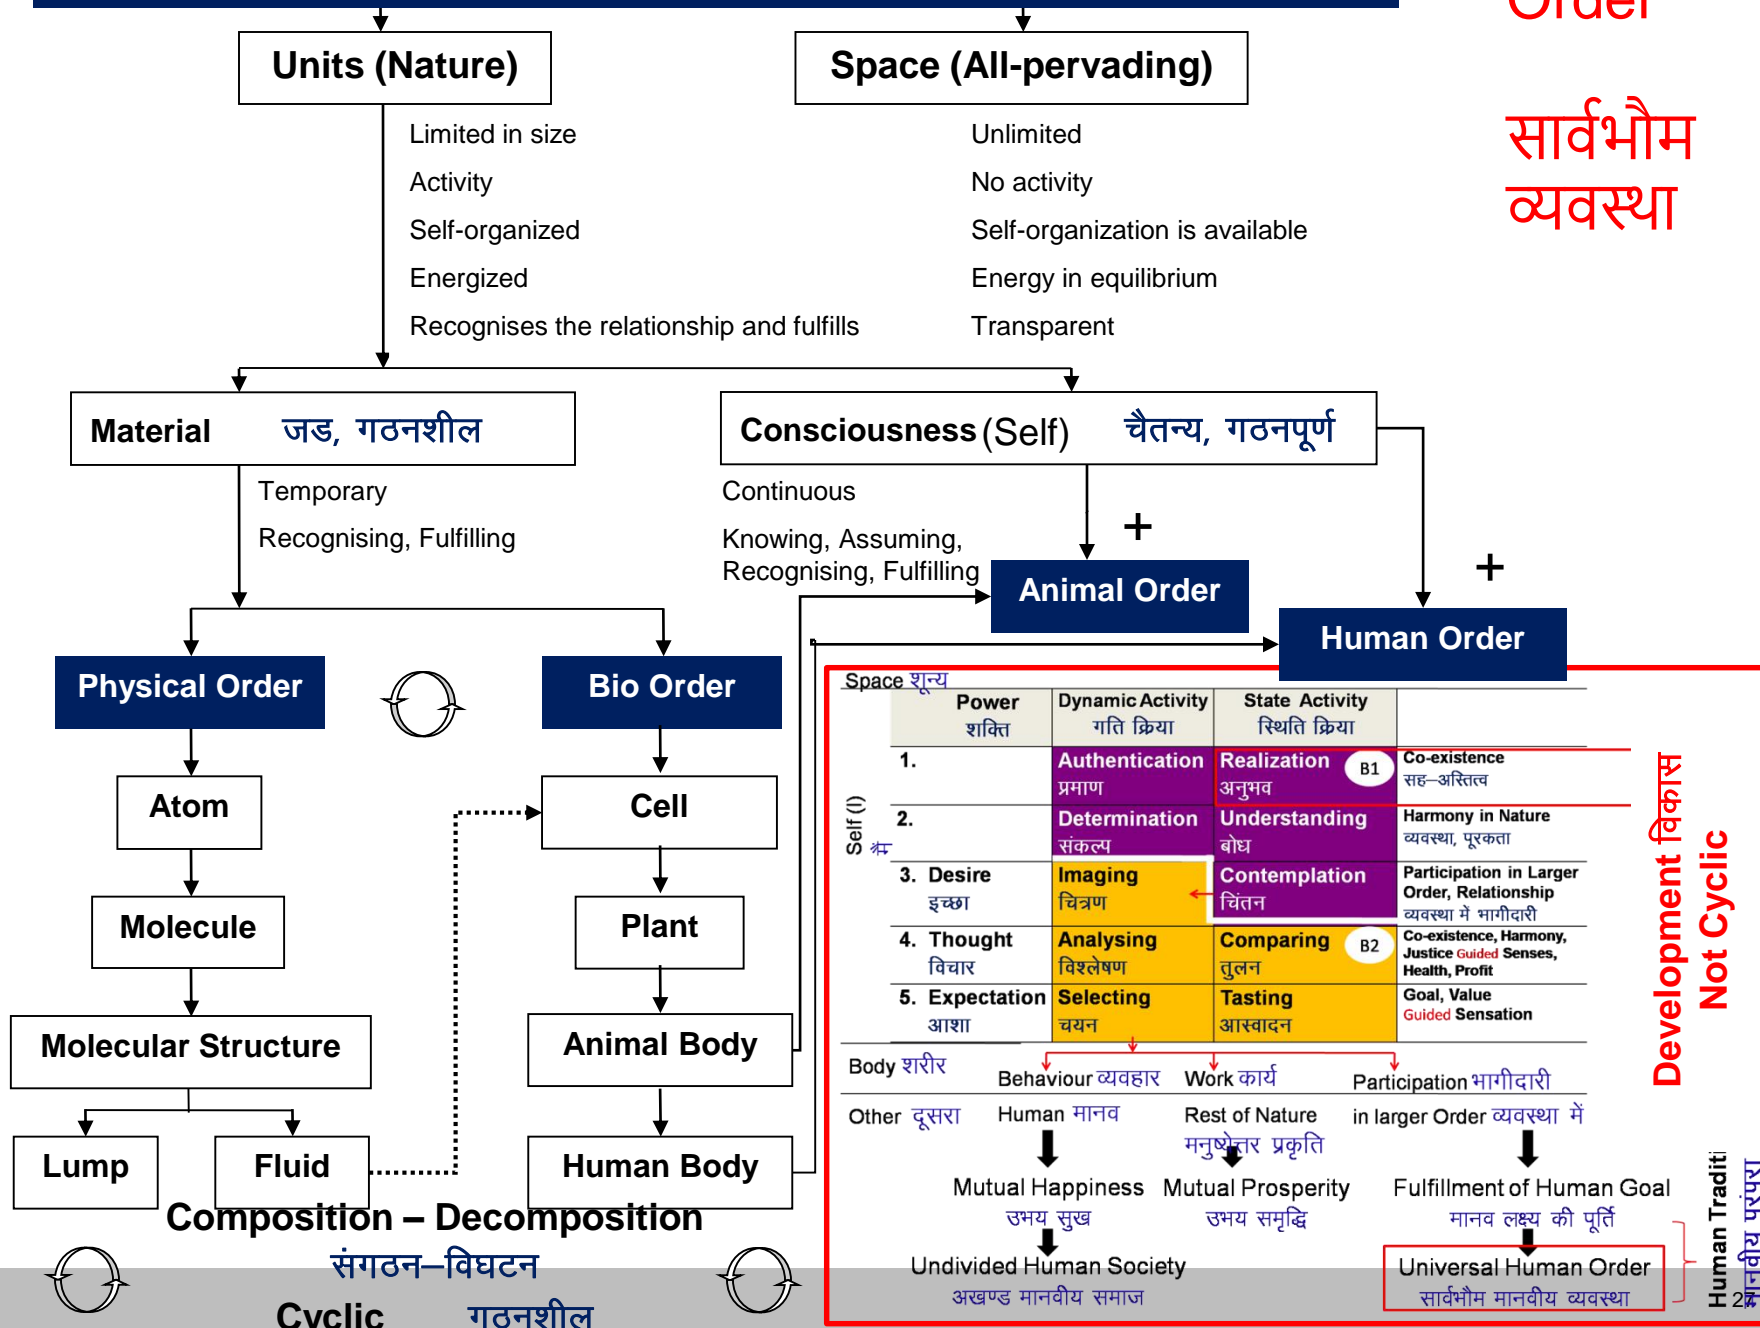 Order
सार्वभौम
व्यवस्था
Units (Nature)
Space (All-pervading)
Limited in size
Activity
Self-organized
Energized
Recognises the relationship and fulfills
Unlimited
No activity
Self-organization is available
Energy in equilibrium
Transparent
Material जड, गठनशील
Consciousness (Self) चैतन्य, गठनपूर्ण
Temporary
Recognising, Fulfilling
Continuous
Knowing, Assuming,
Recognising, Fulfilling
+
+
Animal Order
Human Order
Physical Order
Bio Order
Atom
Cell
Molecule
Plant
Molecular Structure
Animal Body
Lump
Fluid
Human Body
Composition – Decomposition
संगठन–विघटन
Cyclic गठनशील
Space शून्य
Power Dynamic Activity State Activity
शक्ति गति क्रिया स्थिति क्रिया
Self (I)
मैं
1. Authentication Realization B1 Co-existence
प्रमाण अनुभव सह–अस्तित्व
2. Determination Understanding Harmony in Nature
संकल्प बोध व्यवस्था, पूरकता
3. Desire Imaging Contemplation Participation in Larger
Order, Relationship
इच्छा चित्रण चिंतन व्यवस्था में भागीदारी
4. Thought Analysing Comparing B2 Co-existence, Harmony,
Justice Guided Senses,
विचार विश्लेषण तुलन Health, Profit
5. Expectation Selecting Tasting Goal, Value
Guided Sensation
आशा चयन आस्वादन
Body शरीर
Behaviour व्यवहार Work कार्य Participation भागीदारी
Other दूसरा Human मानव Rest of Nature in larger Order व्यवस्था में
मनुष्येत्तर प्रकृति
Mutual Happiness Mutual Prosperity Fulfillment of Human Goal
उभय सुख उभय समृद्धि मानव लक्ष्य की पूर्ति
Undivided Human Society Universal Human Order
अखण्ड मानवीय समाज सार्वभौम मानवीय व्यवस्था
Development विकास
Not Cyclic
Human Traditi
मानवीय परंपरा